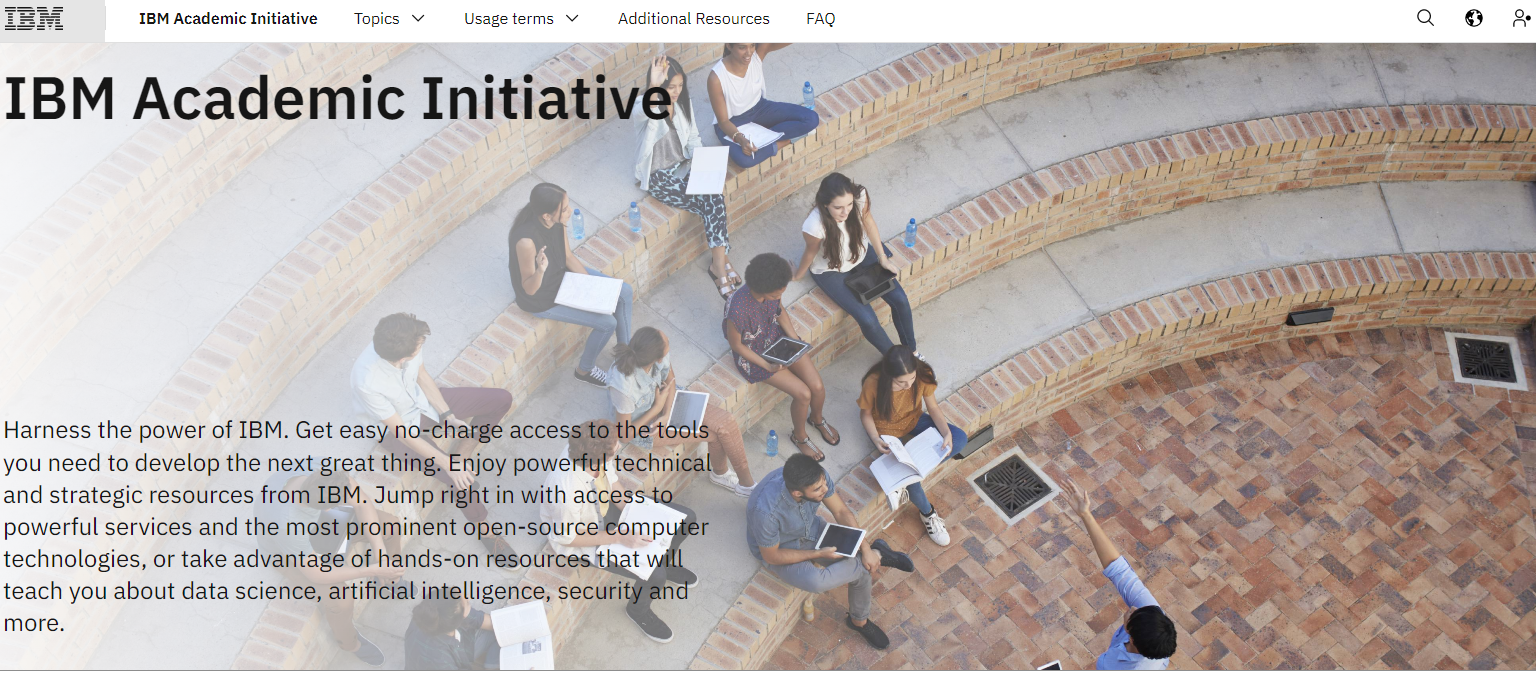 IBM
IBM Academic Initiative
Topics
Usage terms
Additional Resources
FAQ
IBM Academic Initiative
Harness the power of IBM. Get easy no-charge access to the tools
you need to develop the next great thing. Enjoy powerful technical
and strategic resources from IBM. Jump right in with access to
powerful services and the most prominent open-source computer
technologies, or take advantage of hands-on resources that will
teach you about data science, artificial intelligence, security and
more.